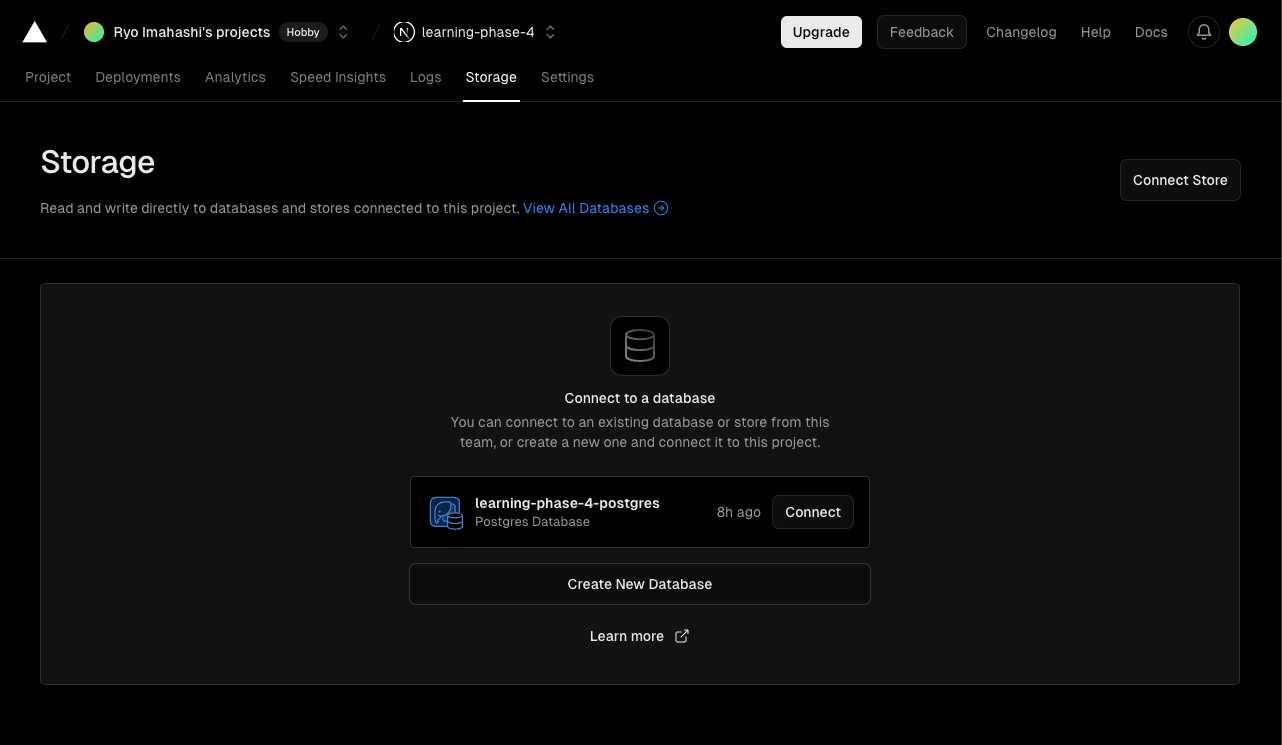 Ryo Imahashi's projects Hobby learning-phase-4 Upgrade Feedback Changelog Help Docs
Project Deployments Analytics Speed Insights Logs Storage Settings
Storage
Connect Store
Read and write directly to databases and stores connected to this project. View All Databases
Connect to a database
You can connect to an existing database or store from this
team, or create a new one and connect it to this project.
learning-phase-4-postgres
Postgres Database
8h ago Connect
Create New Database
Learn more